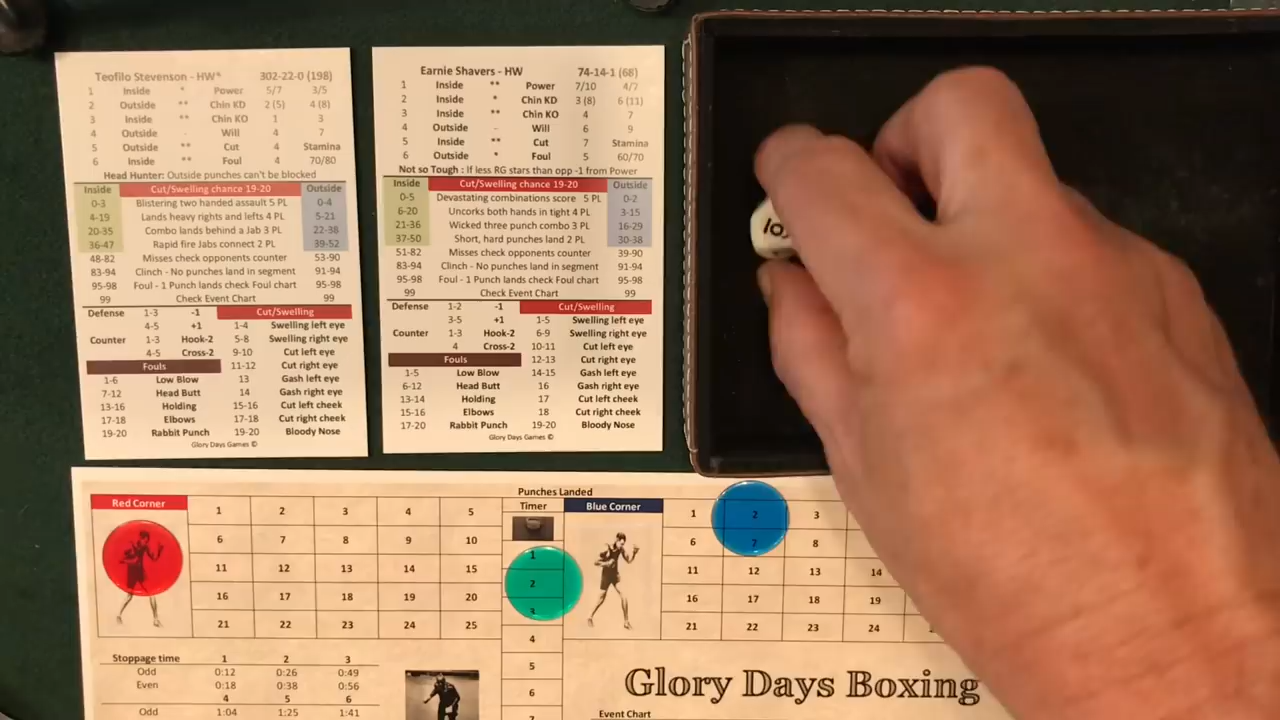 Teofilo Stevenson - HW* 302-22-0 (198)
1 Inside * Power 5/7 3/5
2 Outside ** Chin KD 2 (5) 4 (8)
3 Inside ** Chin KO 1 3
4 Outside - Will 4 7
5 Outside ** Cut 4 Stamina
6 Inside ** Foul 4 70/80
Head Hunter: Outside punches can't be blocked
Inside Cut/Swelling chance 19-20 Outside
0-3 Blistering two handed assault 5 PL 0-4
4-19 Lands heavy rights and lefts 4 PL 5-21
20-35 Combo lands behind a Jab 3 PL 22-38
36-47 Rapid fire Jabs connect 2 PL 39-52
48-82 Misses check opponents counter 53-90
83-94 Clinch - No punches land in segment 91-94
95-98 Foul - 1 Punch lands check Foul chart 95-98
99 Check Event Chart 99
Defense 1-3 -1 Cut/Swelling
4-5 +1 1-4 Swelling left eye
Counter 1-3 Hook-2 5-8 Swelling right eye
4-5 Cross-2 9-10 Cut left eye
Fouls 11-12 Cut right eye
1-6 Low Blow 13 Gash left eye
7-12 Head Butt 14 Gash right eye
13-16 Holding 15-16 Cut left cheek
17-18 Elbows 17-18 Cut right cheek
19-20 Rabbit Punch 19-20 Bloody Nose
Glory Days Games ©
Earnie Shavers - HW 74-14-1 (68)
1 Inside ** Power 7/10 4/7
2 Inside * Chin KD 3 (8) 6 (11)
3 Inside ** Chin KO 4 7
4 Outside - Will 6 9
5 Inside ** Cut 7 Stamina
6 Outside * Foul 5 60/70
Not so Tough : If less RG stars than opp -1 from Power
Inside Cut/Swelling chance 19-20 Outside
0-5 Devastating combinations score 5 PL 0-2
6-20 Uncorks both hands in tight 4 PL 3-15
21-36 Wicked three punch combo 3 PL 16-29
37-50 Short, hard punches land 2 PL 30-38
51-82 Misses check opponents counter 39-90
83-94 Clinch - No punches land in segment 91-94
95-98 Foul - 1 Punch lands check Foul chart 95-98
99 Check Event Chart 99
Defense 1-2 -1 Cut/Swelling
3-5 +1 1-5 Swelling left eye
Counter 1-3 Hook-2 6-9 Swelling right eye
4 Cross-2 10-11 Cut left eye
Fouls 12-13 Cut right eye
1-5 Low Blow 14-15 Gash left eye
6-12 Head Butt 16 Gash right eye
13-14 Holding 17 Cut left cheek
15-16 Elbows 18 Cut right cheek
17-20 Rabbit Punch 19-20 Bloody Nose
Glory Days Games ©
Punches Landed
Red Corner 1 2 3 4 5 Timer Blue Corner 1 2 3
6 7 8 9 10 1 6 7 8
11 12 13 14 15 2 11 12 13 14
16 17 18 19 20 3 16 17 18 19
21 22 23 24 25 4 21 22 23 24
5
6
Stoppage time 1 2 3
Odd 0:12 0:26 0:49
Even 0:18 0:38 0:56
4 5 6
Odd 1:04 1:25 1:41
Glory Days Boxing
Event Chart